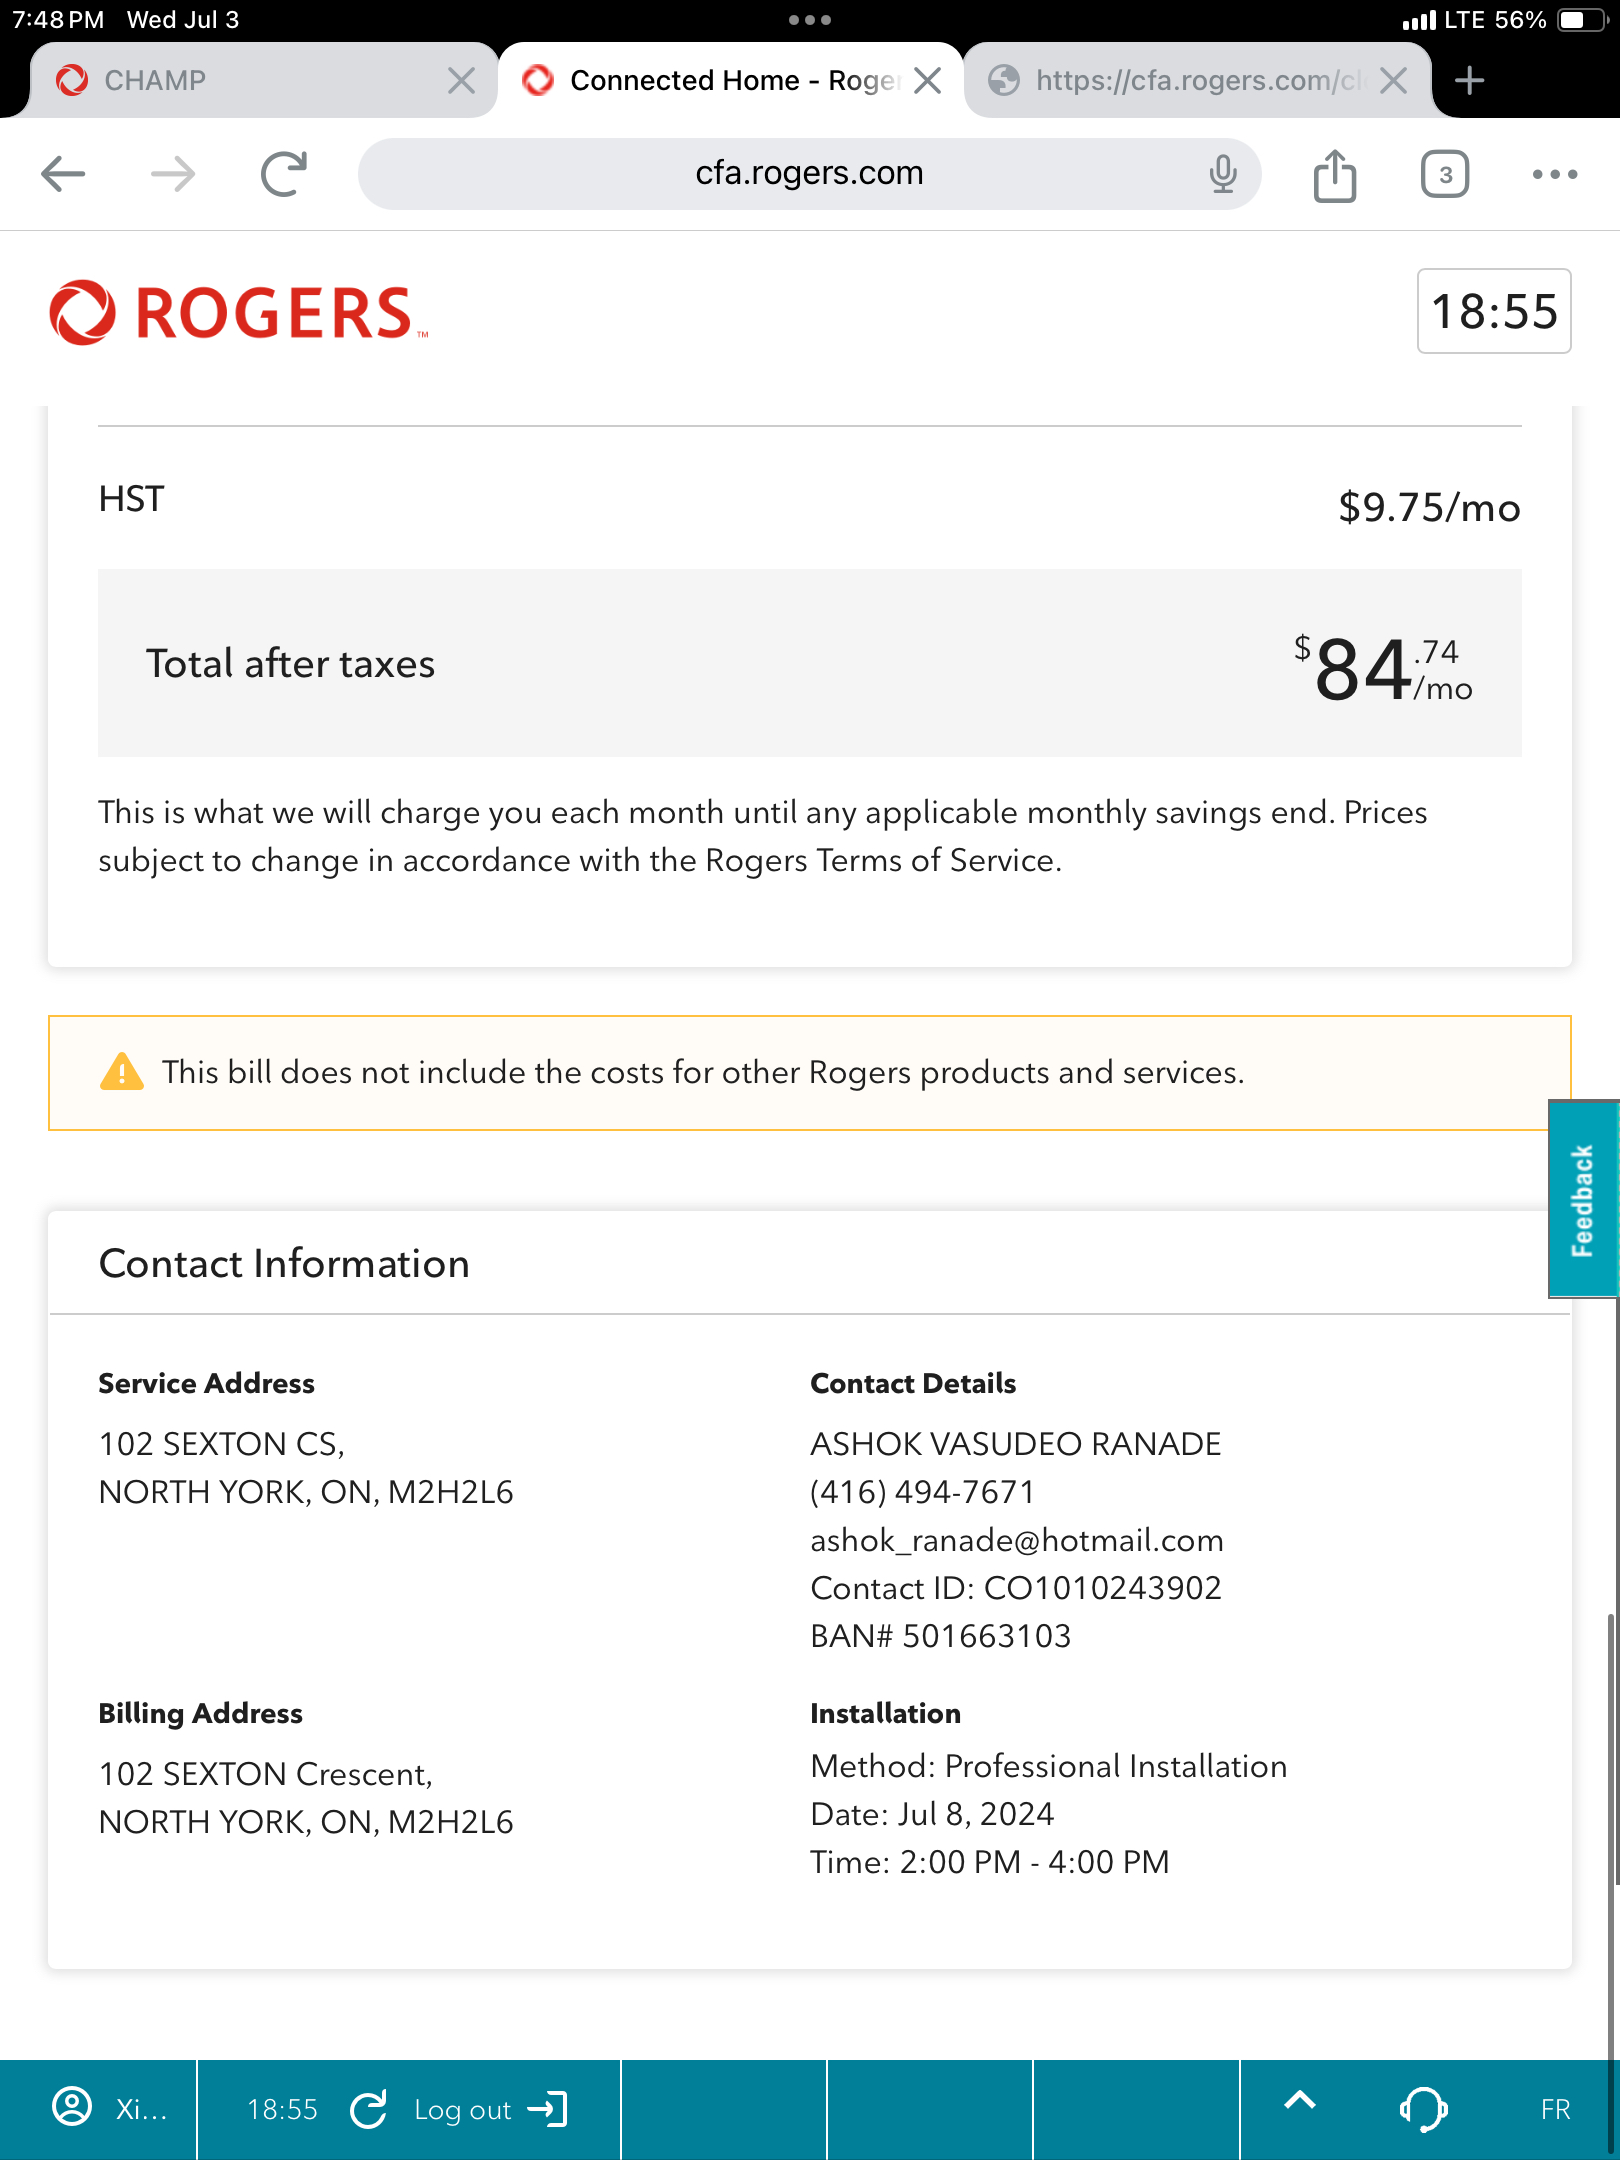 7:48 PM Wed Jul 3
LTE 56%
CHAMP
Connected Home - Roger
https://cfa.rogers.com/cl
cfa.rogers.com
3
ROGERS™
18:55
HST
$9.75/mo
Total after taxes
$84.74/mo
This is what we will charge you each month until any applicable monthly savings end. Prices
subject to change in accordance with the Rogers Terms of Service.
This bill does not include the costs for other Rogers products and services.
Feedback
Contact Information
Service Address
102 SEXTON CS,
NORTH YORK, ON, M2H2L6
Contact Details
ASHOK VASUDEO RANADE
(416) 494-7671
ashok_ranade@hotmail.com
Contact ID: CO1010243902
BAN# 501663103
Billing Address
102 SEXTON Crescent,
NORTH YORK, ON, M2H2L6
Installation
Method: Professional Installation
Date: Jul 8, 2024
Time: 2:00 PM - 4:00 PM
Xi...
18:55
Log out
FR